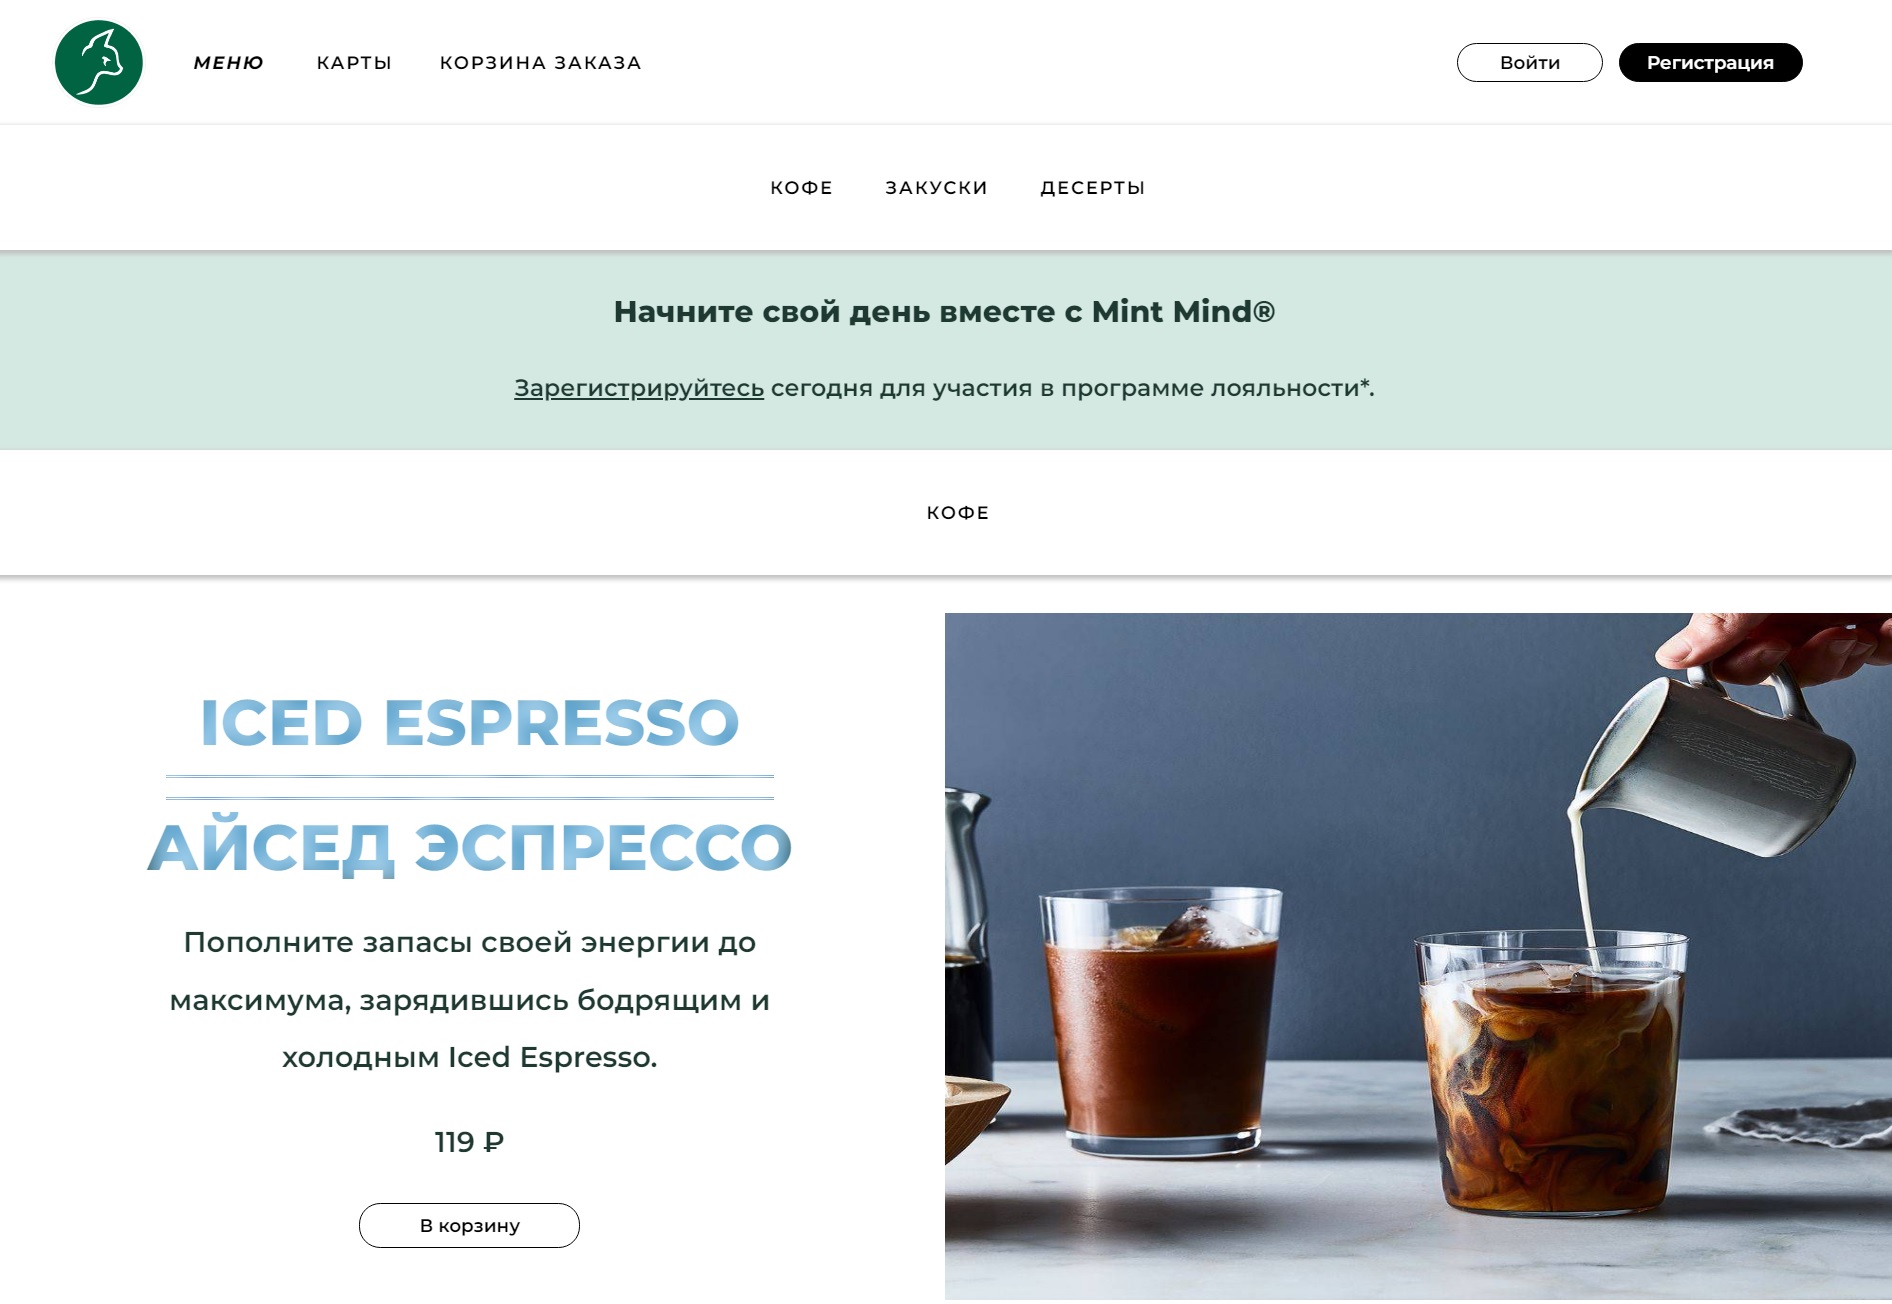 МЕНЮ КАРТЫ КОРЗИНА ЗАКАЗА Войти Регистрация
КОФЕ ЗАКУСКИ ДЕСЕРТЫ
Начните свой день вместе с Mint Mind®
Зарегистрируйтесь сегодня для участия в программе лояльности*.
КОФЕ
ICED ESPRESSO
АЙСЕД ЭСПРЕССО
Пополните запасы своей энергии до
максимума, зарядившись бодрящим и
холодным Iced Espresso.
119 ₽
В корзину